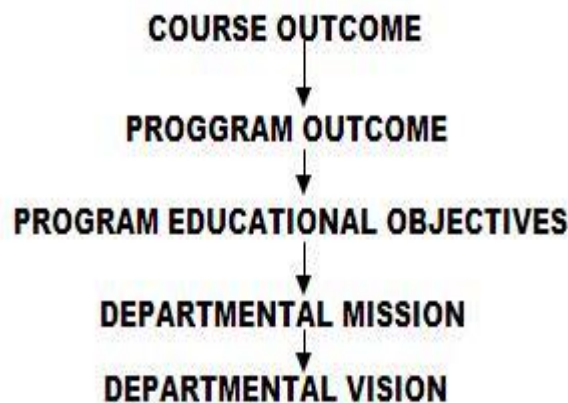 COURSE OUTCOME
PROGGRAM OUTCOME
PROGRAM EDUCATIONAL OBJECTIVES
DEPARTMENTAL MISSION
DEPARTMENTAL VISION